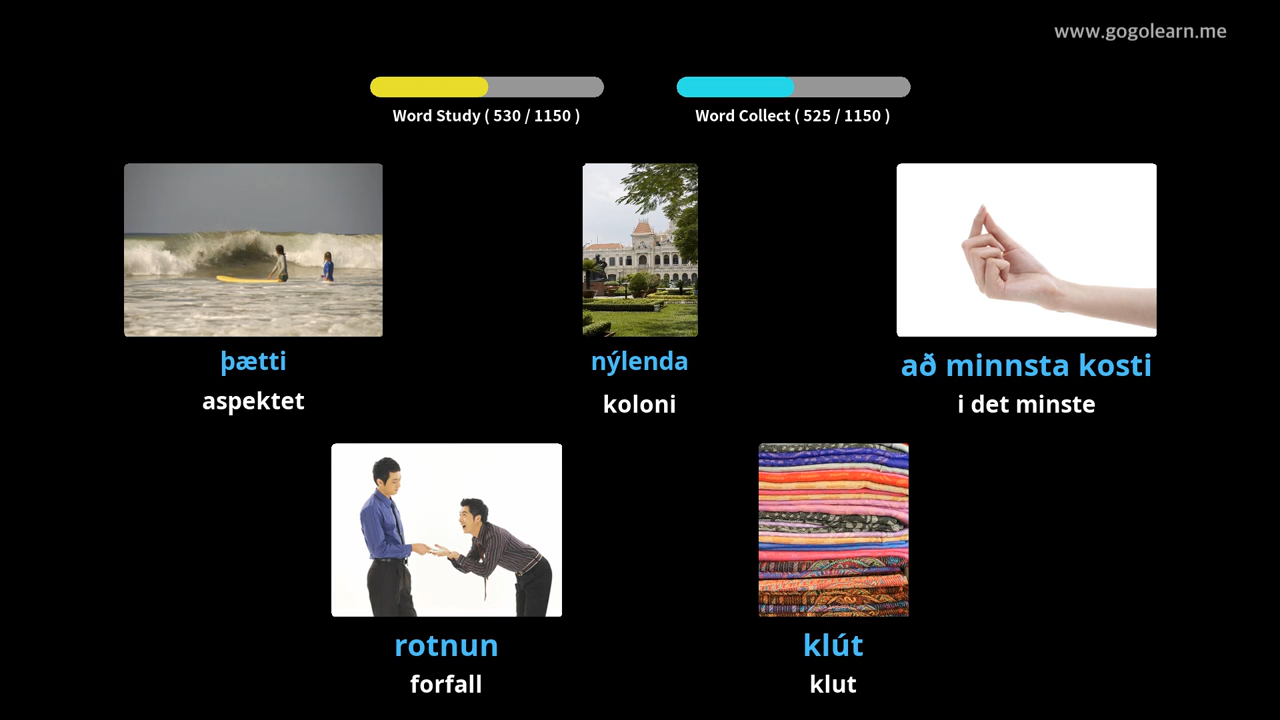 www.gogolearn.me
Word Study ( 530 / 1150 )
Word Collect ( 525 / 1150 )
þætti
aspektet
nýlenda
koloni
að minnsta kosti
i det minste
rotnun
forfall
klút
klut